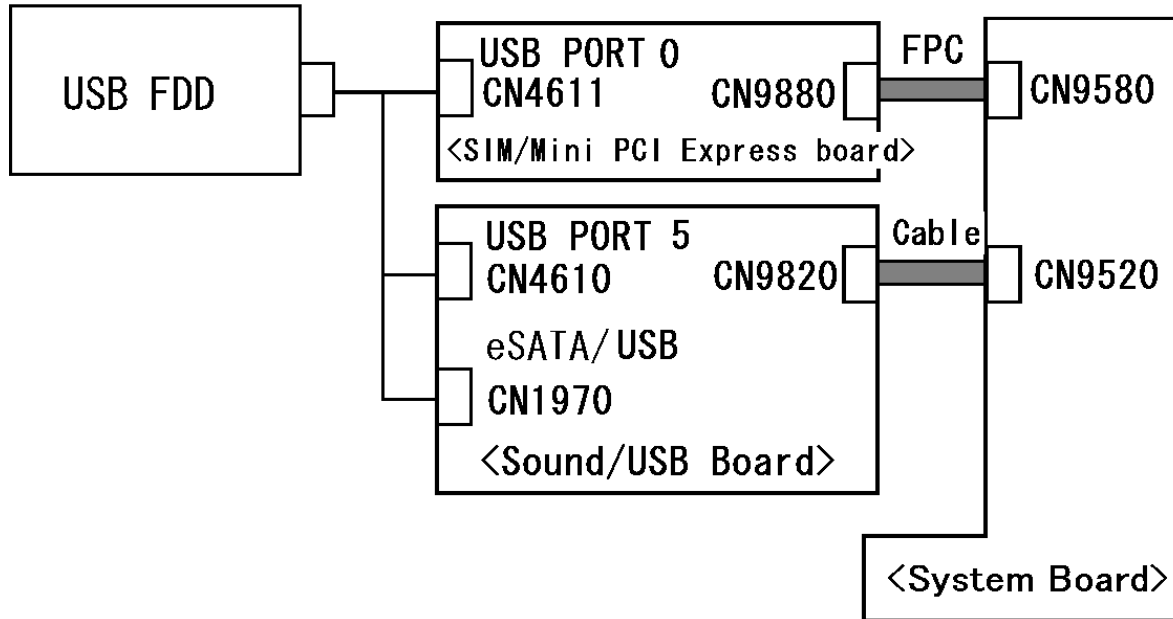 USB FDD
USB PORT 0
CN4611
CN9880
<SIM/Mini PCI Express board>
FPC
CN9580
USB PORT 5
CN4610
CN9820
Cable
CN9520
eSATA/USB
CN1970
<Sound/USB Board>
<System Board>